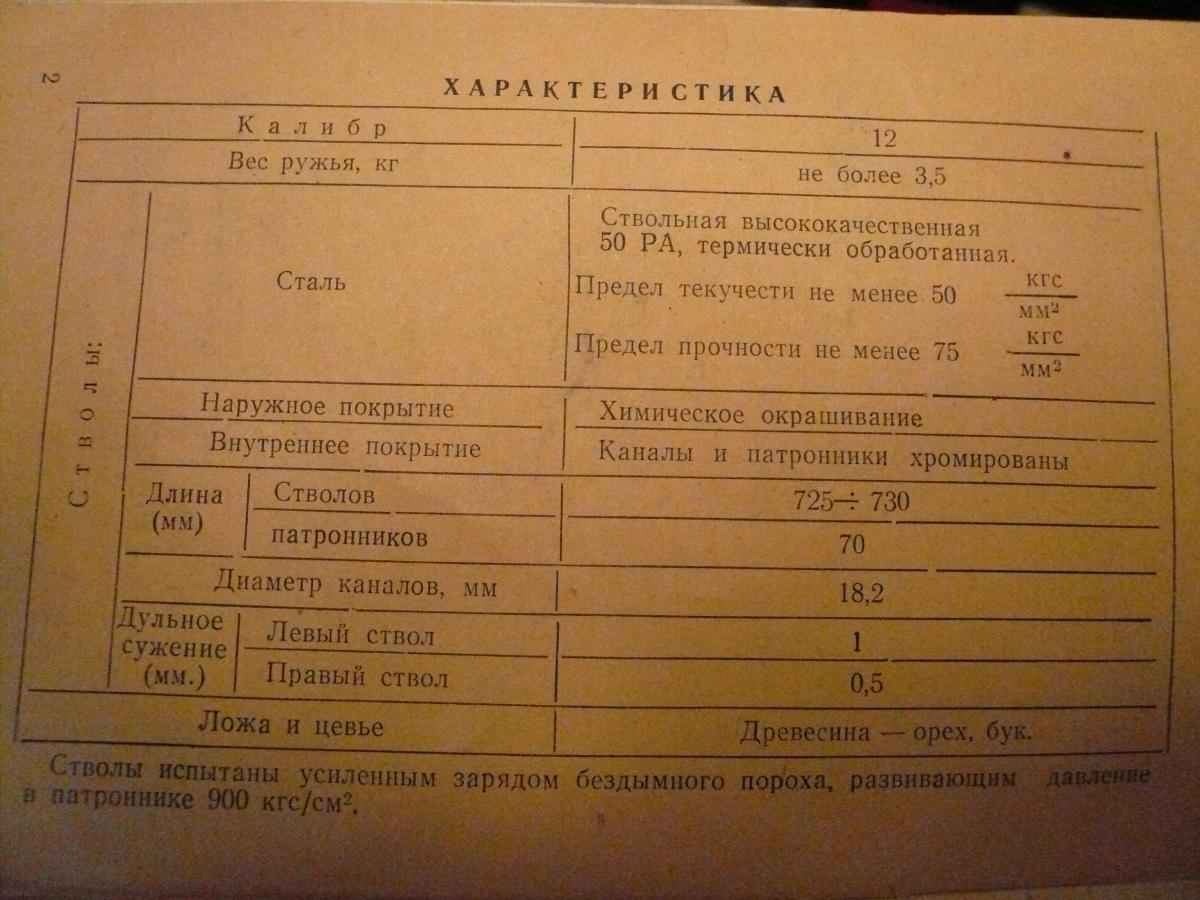 2
ХАРАКТЕРИСТИКА
Калибр 12
Вес ружья, кг не более 3,5
Стволы:
Сталь
Ствольная высококачественная
50 РА, термически обработанная.
Предел текучести не менее 50 кгс/мм²
Предел прочности не менее 75 кгс/мм²
Наружное покрытие Химическое окрашивание
Внутреннее покрытие Каналы и патронники хромированы
Длина (мм)
Стволов 725÷730
патронников 70
Диаметр каналов, мм 18,2
Дульное сужение (мм.)
Левый ствол 1
Правый ствол 0,5
Ложа и цевье Древесина — орех, бук.
Стволы испытаны усиленным зарядом бездымного пороха, развивающим давление
в патроннике 900 кгс/см².